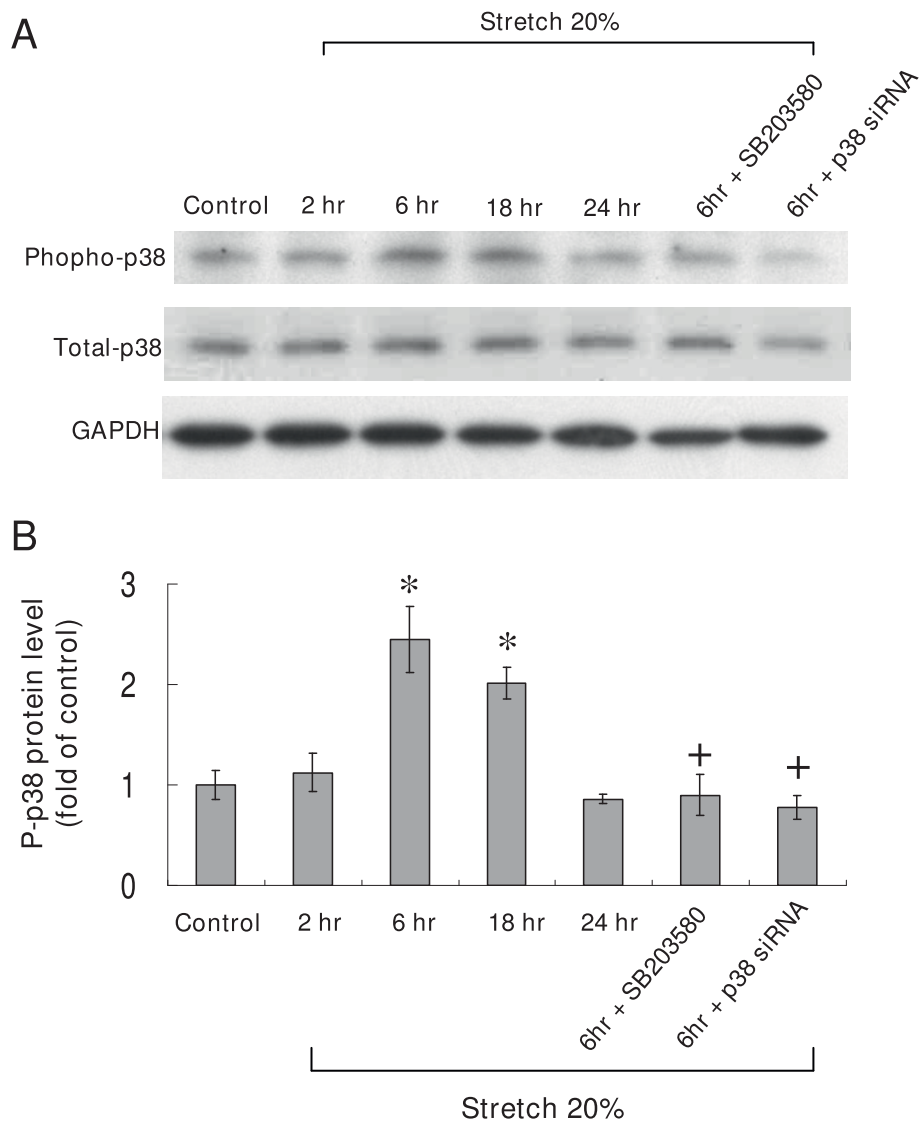 A
Stretch 20%
Control
2 hr
6 hr
18 hr
24 hr
6hr + SB203580
6hr + p38 siRNA
Phopho-p38
Total-p38
GAPDH
B
P-p38 protein level
(fold of control)
3
2
1
0
*
*
+
+
Control
2 hr
6 hr
18 hr
24 hr
6hr + SB203580
6hr + p38 siRNA
Stretch 20%